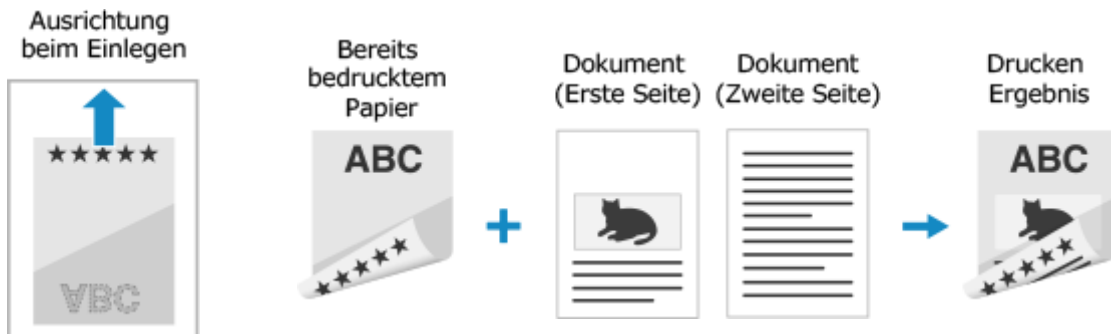 Ausrichtung
beim Einlegen
★★★★★
ABC
Bereits
bedrucktem
Papier
ABC
★★★★★
+
Dokument
(Erste Seite)
Dokument
(Zweite Seite)
Drucken
Ergebnis
ABC
★★★★★